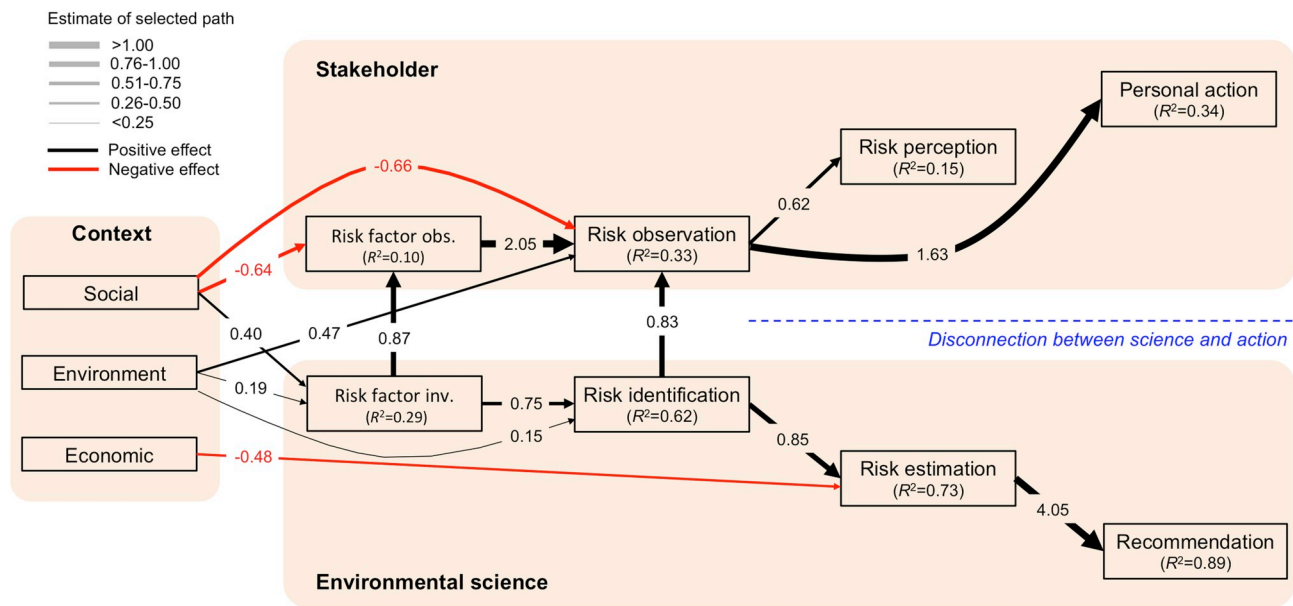 Estimate of selected path
>1.00
0.76-1.00
0.51-0.75
0.26-0.50
<0.25
Positive effect
Negative effect
Stakeholder
Personal action
(R²=0.34)
Risk perception
(R²=0.15)
-0.66
0.62
Context
Risk factor obs.
(R²=0.10)
2.05
Risk observation
(R²=0.33)
1.63
-0.64
Social
0.40
0.47
0.87
0.83
Disconnection between science and action
Environment
0.19
Risk factor inv.
(R²=0.29)
0.75
Risk identification
(R²=0.62)
0.15
0.85
Economic
-0.48
Risk estimation
(R²=0.73)
4.05
Recommendation
(R²=0.89)
Environmental science